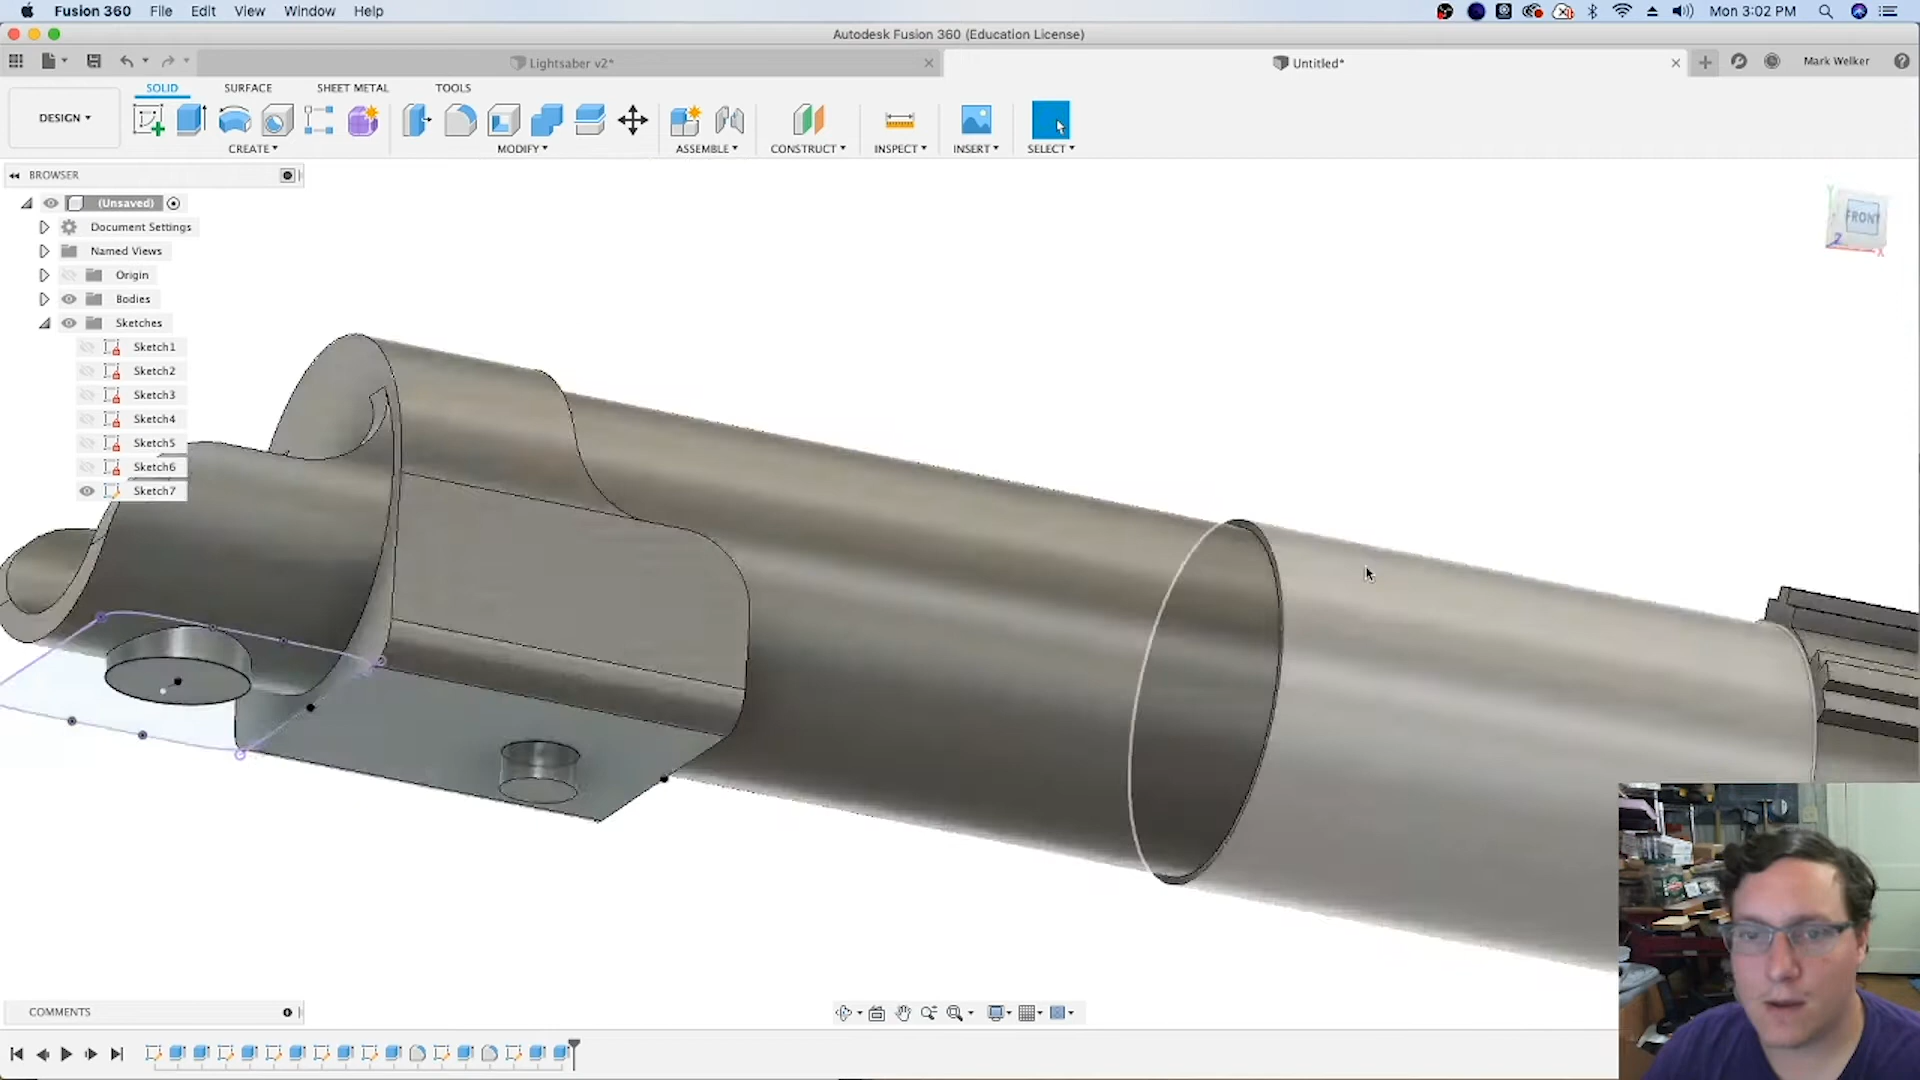 Fusion 360 File Edit View Window Help Mon 3:02 PM
Autodesk Fusion 360 (Education License)
Lightsaber v2* Untitled* Mark Welker
SOLID SURFACE SHEET METAL TOOLS
DESIGN
CREATE MODIFY ASSEMBLE CONSTRUCT INSPECT INSERT SELECT
BROWSER
(Unsaved)
Document Settings
Named Views
Origin
Bodies
Sketches
Sketch1
Sketch2
Sketch3
Sketch4
Sketch5
Sketch6
Sketch7
Y
FRONT
Z
X
COMMENTS